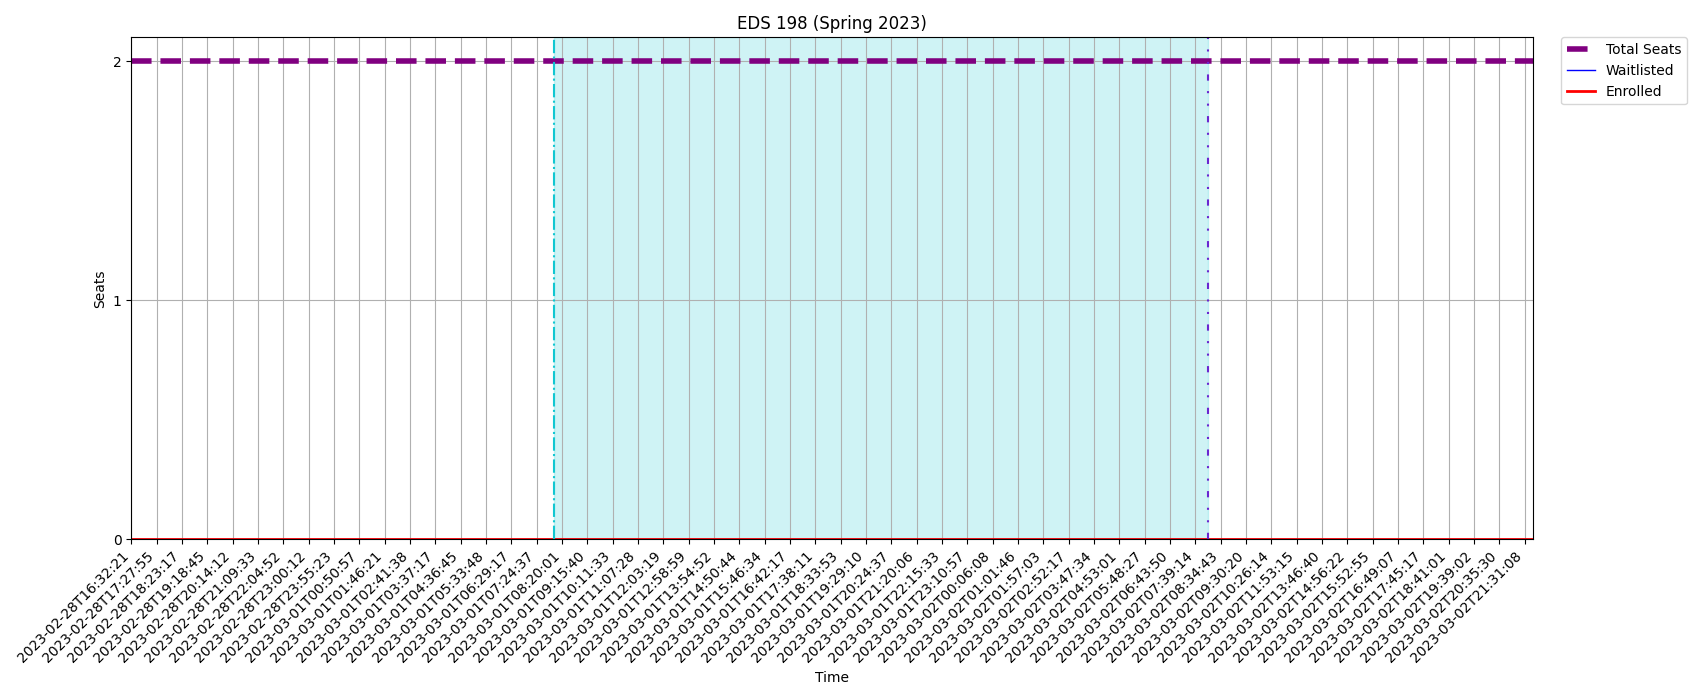 EDS 198 (Spring 2023)
Total Seats
Waitlisted
Enrolled
Seats
2
1
0
2023-02-28T16:32:21
2023-02-28T17:27:55
2023-02-28T18:23:17
2023-02-28T19:18:45
2023-02-28T20:14:12
2023-02-28T21:09:33
2023-02-28T22:04:52
2023-02-28T23:00:12
2023-02-28T23:55:23
2023-03-01T00:50:57
2023-03-01T01:46:21
2023-03-01T02:41:38
2023-03-01T03:37:17
2023-03-01T04:36:45
2023-03-01T05:33:48
2023-03-01T06:29:17
2023-03-01T07:24:37
2023-03-01T08:20:01
2023-03-01T09:15:40
2023-03-01T10:11:33
2023-03-01T11:07:28
2023-03-01T12:03:19
2023-03-01T12:58:59
2023-03-01T13:54:52
2023-03-01T14:50:44
2023-03-01T15:46:34
2023-03-01T16:42:17
2023-03-01T17:38:11
2023-03-01T18:33:53
2023-03-01T19:29:10
2023-03-01T20:24:37
2023-03-01T21:20:06
2023-03-01T22:15:33
2023-03-01T23:10:57
2023-03-02T00:06:08
2023-03-02T01:01:46
2023-03-02T01:57:03
2023-03-02T02:52:17
2023-03-02T03:47:34
2023-03-02T04:53:01
2023-03-02T05:48:27
2023-03-02T06:43:50
2023-03-02T07:39:14
2023-03-02T08:34:43
2023-03-02T09:30:20
2023-03-02T10:26:14
2023-03-02T11:53:15
2023-03-02T13:46:40
2023-03-02T14:56:22
2023-03-02T15:52:55
2023-03-02T16:49:07
2023-03-02T17:45:17
2023-03-02T18:41:01
2023-03-02T19:39:02
2023-03-02T20:35:30
2023-03-02T21:31:08
Time